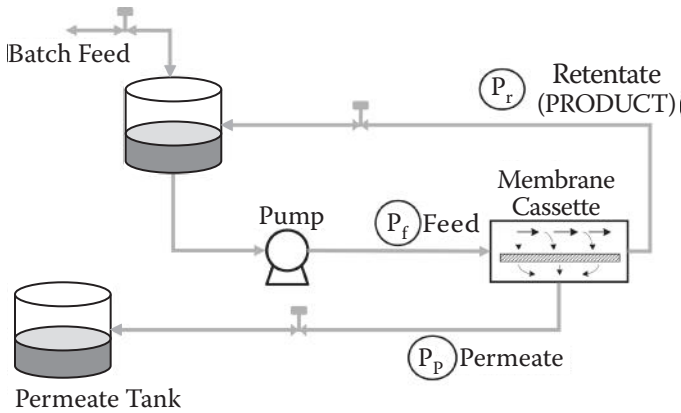 Batch Feed
Pr
Retentate
(PRODUCT)
Membrane
Cassette
Pump
Pf
Feed
PP
Permeate
Permeate Tank